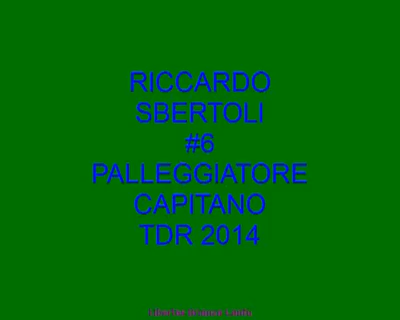 RICCARDO
SBERTOLI
#6
PALLEGGIATORE
CAPITANO
TDR 2014